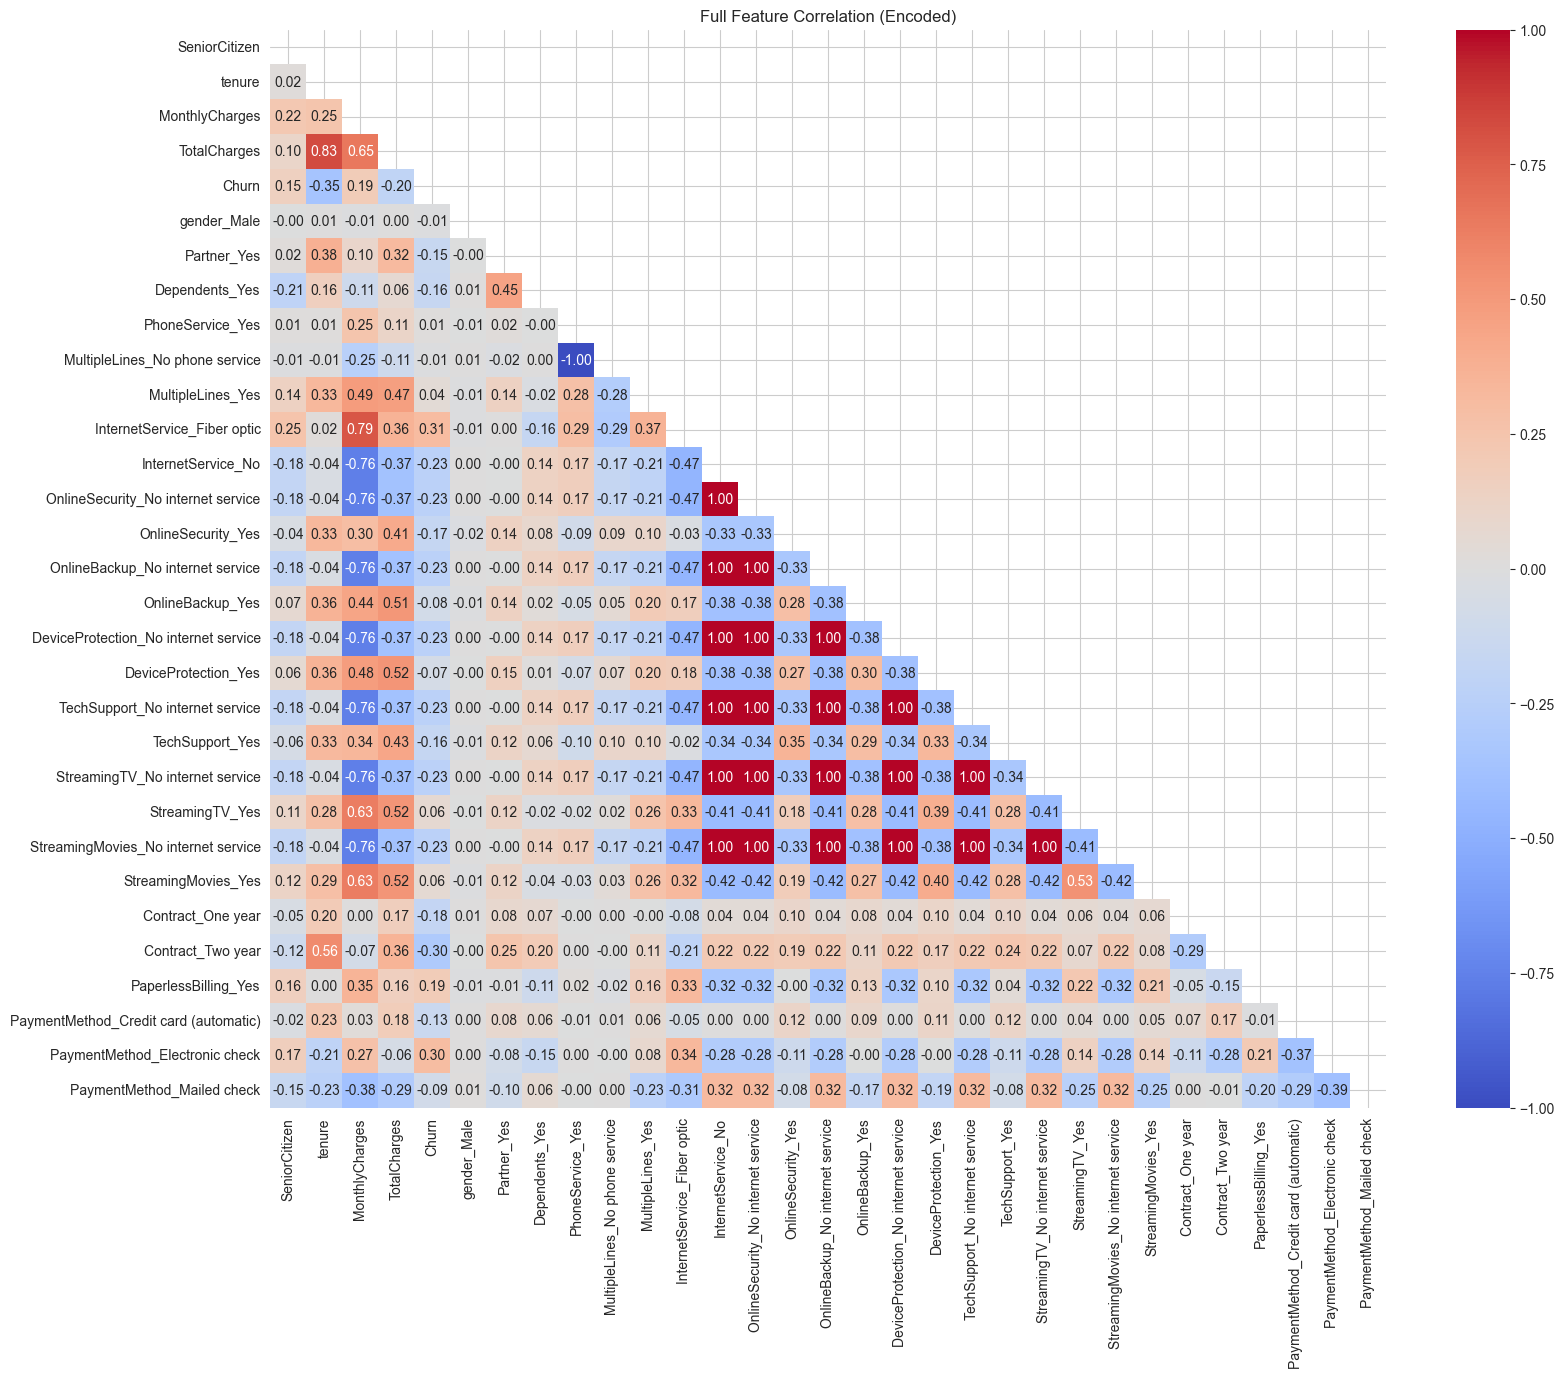 Full Feature Correlation (Encoded)
SeniorCitizen
tenure 0.02
MonthlyCharges 0.22 0.25
TotalCharges 0.10 0.83 0.65
Churn 0.15 -0.35 0.19 -0.20
gender_Male -0.00 0.01 -0.01 0.00 -0.01
Partner_Yes 0.02 0.38 0.10 0.32 -0.15 -0.00
Dependents_Yes -0.21 0.16 -0.11 0.06 -0.16 0.01 0.45
PhoneService_Yes 0.01 0.01 0.25 0.11 0.01 -0.01 0.02 -0.00
MultipleLines_No phone service -0.01 -0.01 -0.25 -0.11 -0.01 0.01 -0.02 0.00 -1.00
MultipleLines_Yes 0.14 0.33 0.49 0.47 0.04 -0.01 0.14 -0.02 0.28 -0.28
InternetService_Fiber optic 0.25 0.02 0.79 0.36 0.31 -0.01 0.00 -0.16 0.29 -0.29 0.37
InternetService_No -0.18 -0.04 -0.76 -0.37 -0.23 0.00 -0.00 0.14 0.17 -0.17 -0.21 -0.47
OnlineSecurity_No internet service -0.18 -0.04 -0.76 -0.37 -0.23 0.00 -0.00 0.14 0.17 -0.17 -0.21 -0.47 1.00
OnlineSecurity_Yes -0.04 0.33 0.30 0.41 -0.17 -0.02 0.14 0.08 -0.09 0.09 0.10 -0.03 -0.33 -0.33
OnlineBackup_No internet service -0.18 -0.04 -0.76 -0.37 -0.23 0.00 -0.00 0.14 0.17 -0.17 -0.21 -0.47 1.00 1.00 -0.33
OnlineBackup_Yes 0.07 0.36 0.44 0.51 -0.08 -0.01 0.14 0.02 -0.05 0.05 0.20 0.17 -0.38 -0.38 0.28 -0.38
DeviceProtection_No internet service -0.18 -0.04 -0.76 -0.37 -0.23 0.00 -0.00 0.14 0.17 -0.17 -0.21 -0.47 1.00 1.00 -0.33 1.00 -0.38
DeviceProtection_Yes 0.06 0.36 0.48 0.52 -0.07 -0.00 0.15 0.01 -0.07 0.07 0.20 0.18 -0.38 -0.38 0.27 -0.38 0.30 -0.38
TechSupport_No internet service -0.18 -0.04 -0.76 -0.37 -0.23 0.00 -0.00 0.14 0.17 -0.17 -0.21 -0.47 1.00 1.00 -0.33 1.00 -0.38 1.00 -0.38
TechSupport_Yes -0.06 0.33 0.34 0.43 -0.16 -0.01 0.12 0.06 -0.10 0.10 0.10 -0.02 -0.34 -0.34 0.35 -0.34 0.29 -0.34 0.33 -0.34
StreamingTV_No internet service -0.18 -0.04 -0.76 -0.37 -0.23 0.00 -0.00 0.14 0.17 -0.17 -0.21 -0.47 1.00 1.00 -0.33 1.00 -0.38 1.00 -0.38 1.00 -0.34
StreamingTV_Yes 0.11 0.28 0.63 0.52 0.06 -0.01 0.12 -0.02 -0.02 0.02 0.26 0.33 -0.41 -0.41 0.18 -0.41 0.28 -0.41 0.39 -0.41 0.28 -0.41
StreamingMovies_No internet service -0.18 -0.04 -0.76 -0.37 -0.23 0.00 -0.00 0.14 0.17 -0.17 -0.21 -0.47 1.00 1.00 -0.33 1.00 -0.38 1.00 -0.38 1.00 -0.34 1.00 -0.41
StreamingMovies_Yes 0.12 0.29 0.63 0.52 0.06 -0.01 0.12 -0.04 -0.03 0.03 0.26 0.32 -0.42 -0.42 0.19 -0.42 0.27 -0.42 0.40 -0.42 0.28 -0.42 0.53 -0.42
Contract_One year -0.05 0.20 0.00 0.17 -0.18 0.01 0.08 0.07 -0.00 0.00 -0.00 -0.08 0.04 0.04 0.10 0.04 0.08 0.04 0.10 0.04 0.10 0.04 0.06 0.04 0.06
Contract_Two year -0.12 0.56 -0.07 0.36 -0.30 -0.00 0.25 0.20 0.00 -0.00 0.11 -0.21 0.22 0.22 0.19 0.22 0.11 0.22 0.17 0.22 0.24 0.22 0.07 0.22 0.08 -0.29
PaperlessBilling_Yes 0.16 0.00 0.35 0.16 0.19 -0.01 -0.01 -0.11 0.02 -0.02 0.16 0.33 -0.32 -0.32 -0.00 -0.32 0.13 -0.32 0.10 -0.32 0.04 -0.32 0.22 -0.32 0.21 -0.05 -0.15
PaymentMethod_Credit card (automatic) -0.02 0.23 0.03 0.18 -0.13 0.00 0.08 0.06 -0.01 0.01 0.06 -0.05 0.00 0.00 0.12 0.00 0.09 0.00 0.11 0.00 0.12 0.00 0.04 0.00 0.05 0.07 0.17 -0.01
PaymentMethod_Electronic check 0.17 -0.21 0.27 -0.06 0.30 0.00 -0.08 -0.15 0.00 -0.00 0.08 0.34 -0.28 -0.28 -0.11 -0.28 -0.00 -0.28 -0.00 -0.28 -0.11 -0.28 0.14 -0.28 0.14 -0.11 -0.28 0.21 -0.37
PaymentMethod_Mailed check -0.15 -0.23 -0.38 -0.29 -0.09 0.01 -0.10 0.06 -0.00 0.00 -0.23 -0.31 0.32 0.32 -0.08 0.32 -0.17 0.32 -0.19 0.32 -0.08 0.32 -0.25 0.32 -0.25 0.00 -0.01 -0.20 -0.29 -0.39
SeniorCitizen
tenure
MonthlyCharges
TotalCharges
Churn
gender_Male
Partner_Yes
Dependents_Yes
PhoneService_Yes
MultipleLines_No phone service
MultipleLines_Yes
InternetService_Fiber optic
InternetService_No
OnlineSecurity_No internet service
OnlineSecurity_Yes
OnlineBackup_No internet service
OnlineBackup_Yes
DeviceProtection_No internet service
DeviceProtection_Yes
TechSupport_No internet service
TechSupport_Yes
StreamingTV_No internet service
StreamingTV_Yes
StreamingMovies_No internet service
StreamingMovies_Yes
Contract_One year
Contract_Two year
PaperlessBilling_Yes
PaymentMethod_Credit card (automatic)
PaymentMethod_Electronic check
PaymentMethod_Mailed check
1.00
0.75
0.50
0.25
0.00
−0.25
−0.50
−0.75
−1.00